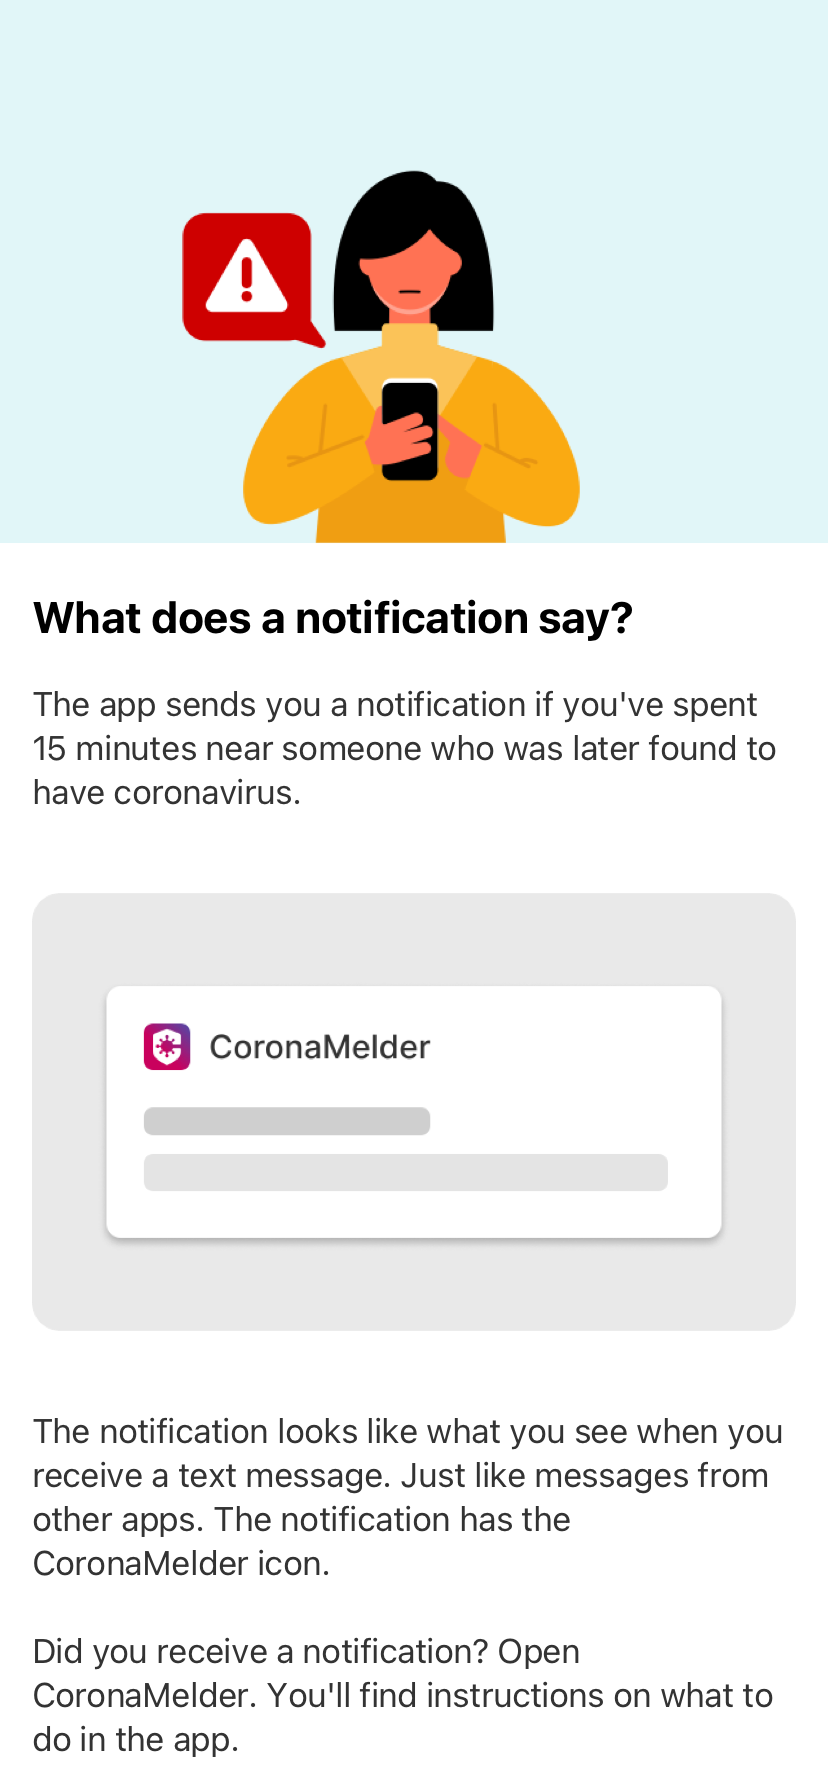 What does a notification say?
The app sends you a notification if you've spent
15 minutes near someone who was later found to
have coronavirus.
CoronaMelder
The notification looks like what you see when you
receive a text message. Just like messages from
other apps. The notification has the
CoronaMelder icon.
Did you receive a notification? Open
CoronaMelder. You'll find instructions on what to
do in the app.